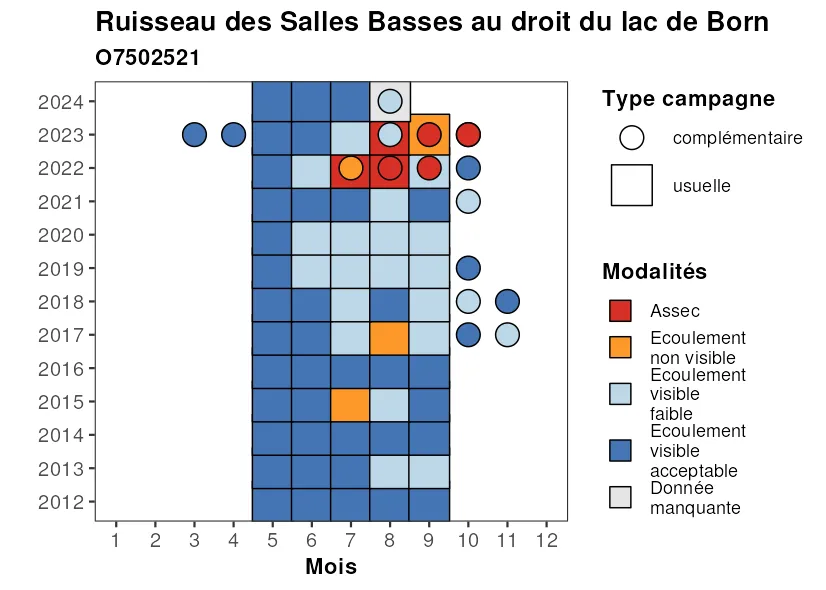 Ruisseau des Salles Basses au droit du lac de Born
O7502521
2024
2023
2022
2021
2020
2019
2018
2017
2016
2015
2014
2013
2012
1 2 3 4 5 6 7 8 9 10 11 12
Mois
Type campagne
complémentaire
usuelle
Modalités
Assec
Ecoulement
non visible
Ecoulement
visible
faible
Ecoulement
visible
acceptable
Donnée
manquante